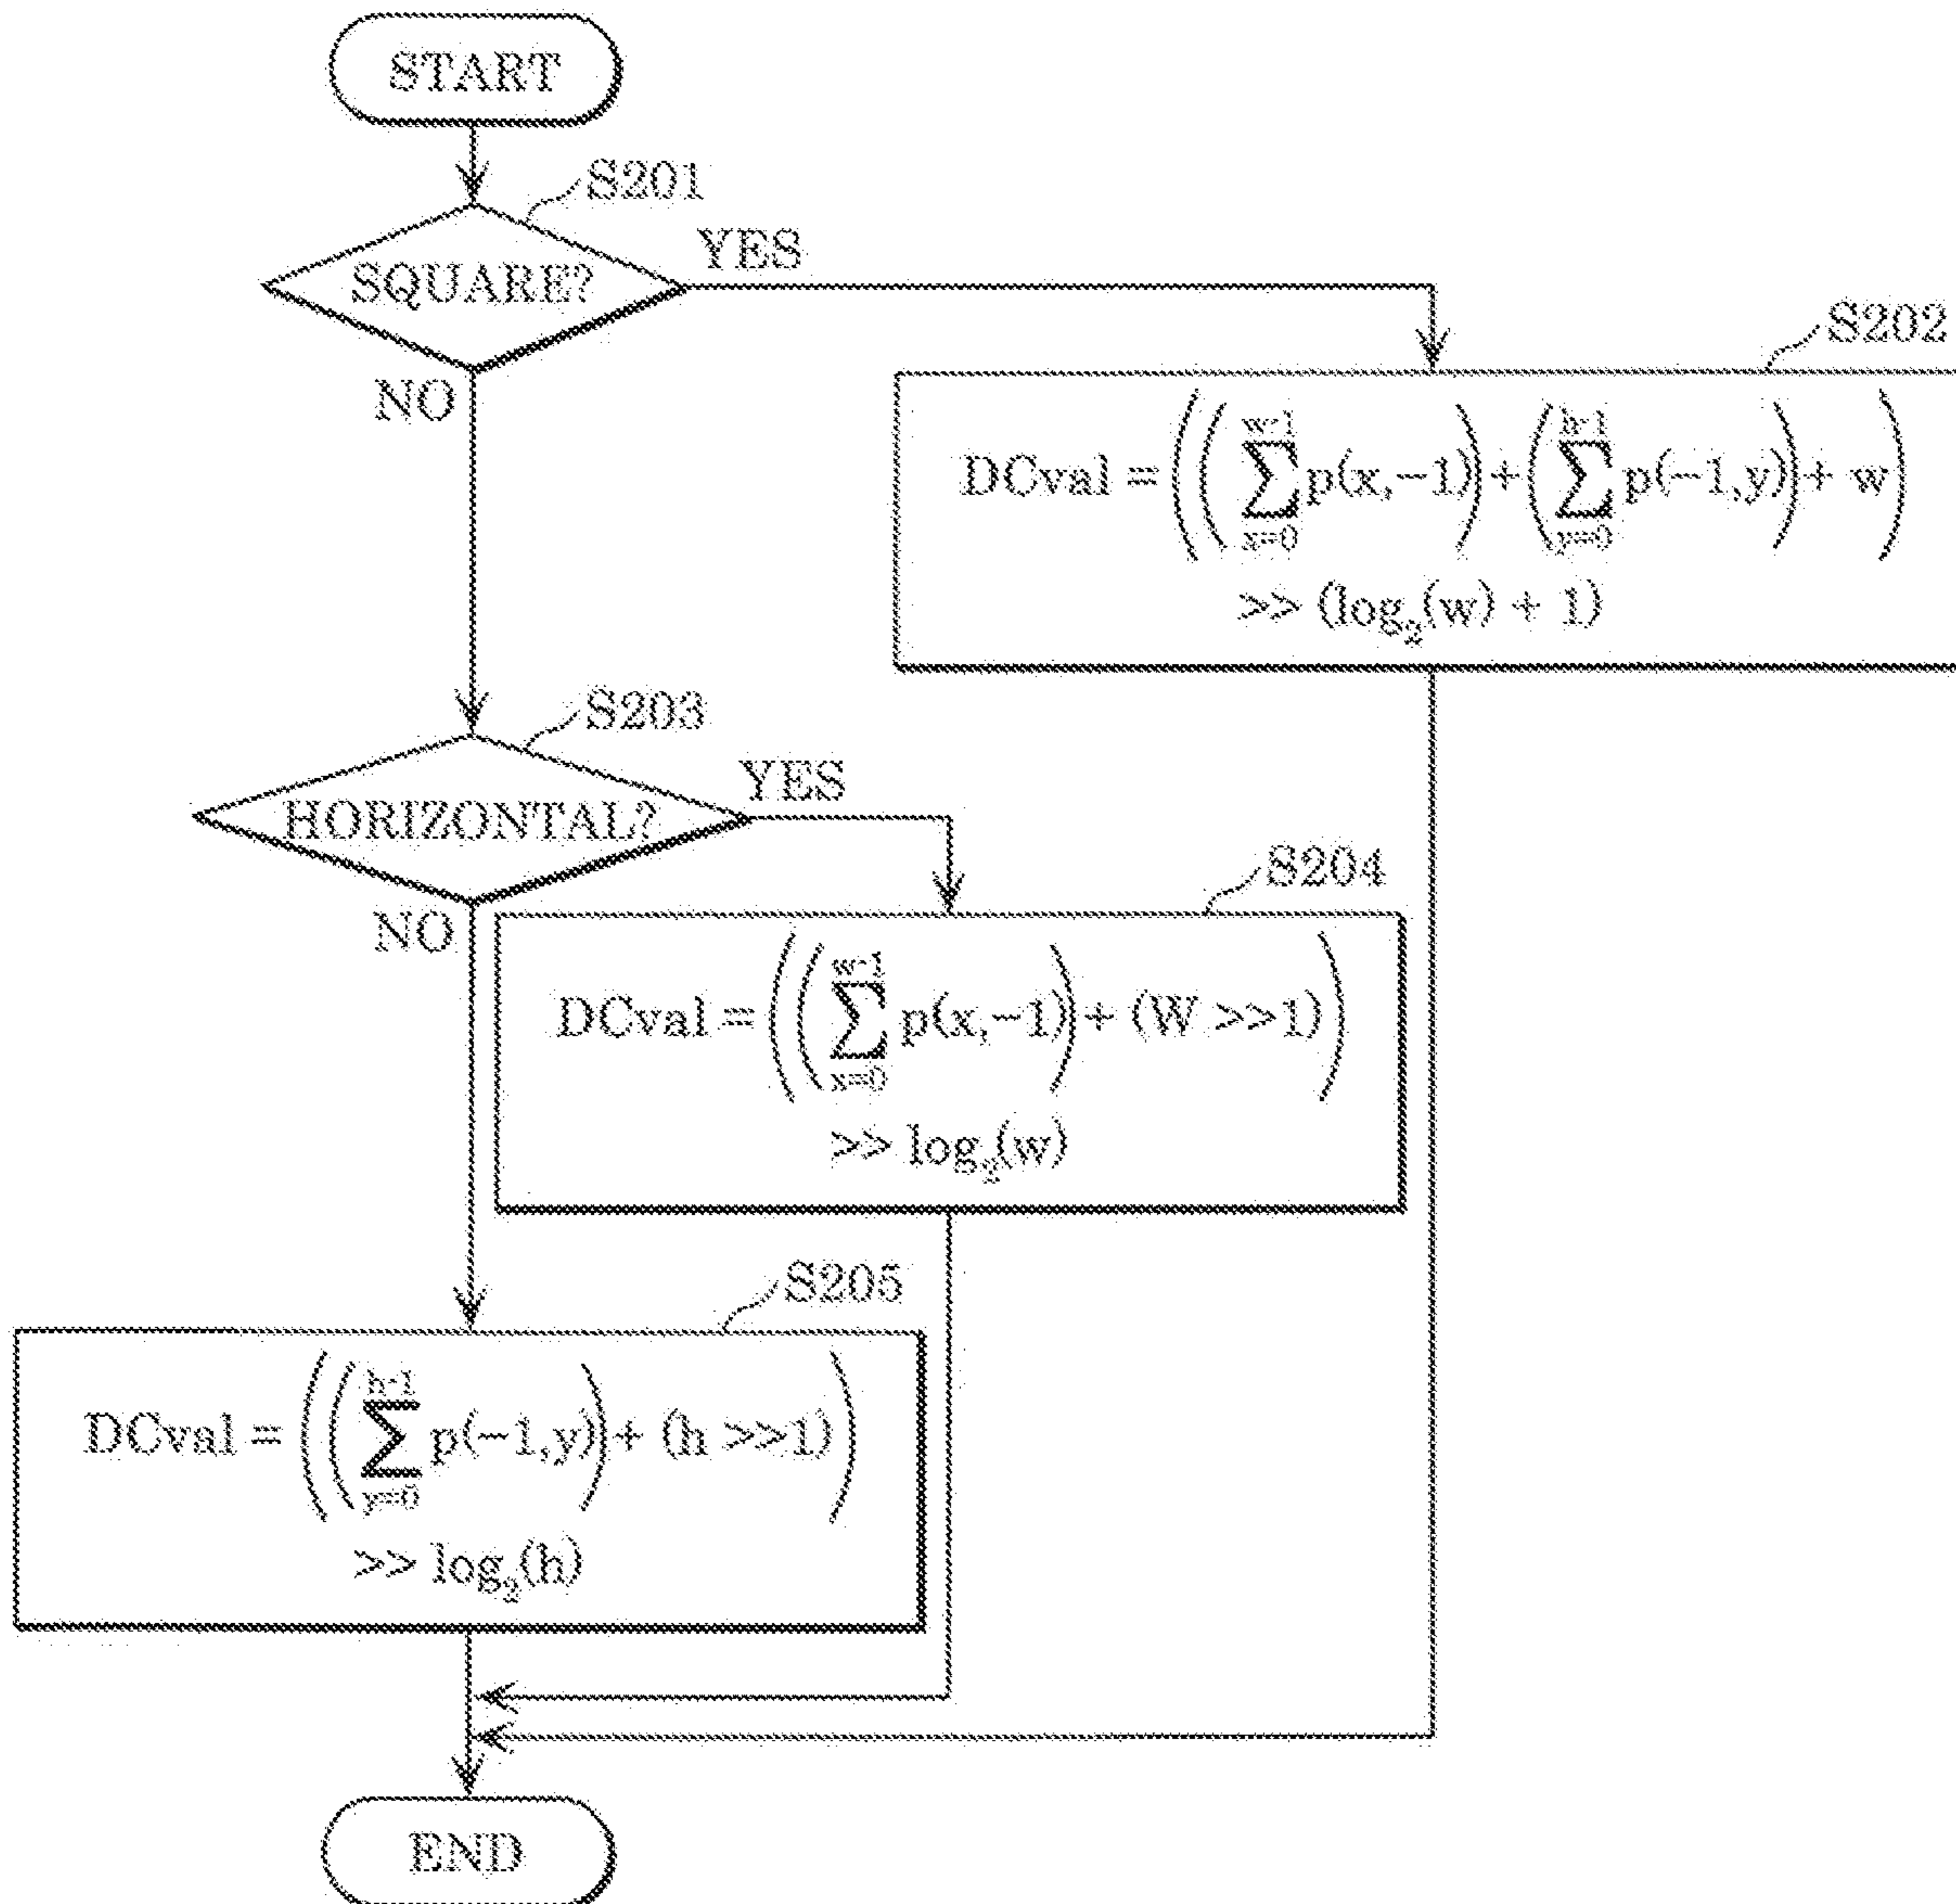 START
S201
SQUARE?
YES
NO
S202
DCval = ((∑_{x=0}^{w-1} p(x,−1)) + (∑_{y=0}^{h-1} p(−1,y)) + w)
>> (log₂(w) + 1)
S203
HORIZONTAL?
YES
NO
S204
DCval = ((∑_{x=0}^{w-1} p(x,−1)) + (W >>1))
>> log₂(w)
S205
DCval = ((∑_{y=0}^{h-1} p(−1,y)) + (h >>1))
>> log₂(h)
END